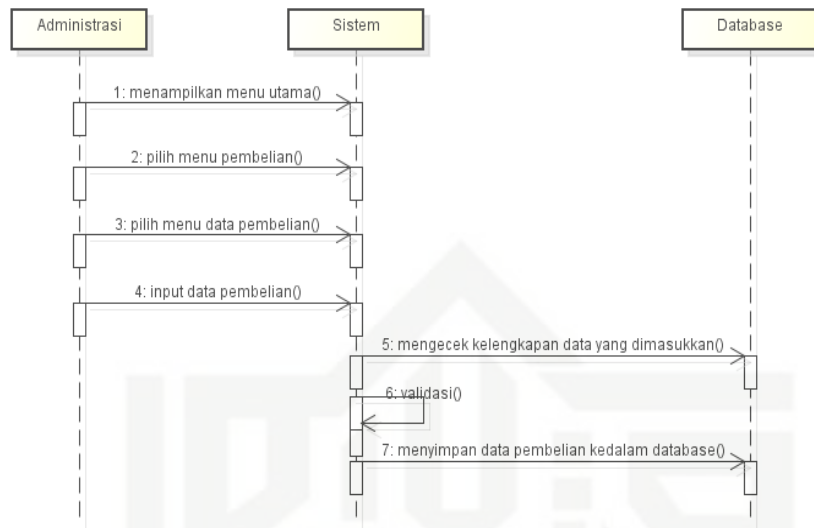 Administrasi
Sistem
Database
1: menampilkan menu utama()
2: pilih menu pembelian()
3: pilih menu data pembelian()
4: input data pembelian()
5: mengecek kelengkapan data yang dimasukkan()
6: validasi()
7: menyimpan data pembelian kedalam database()